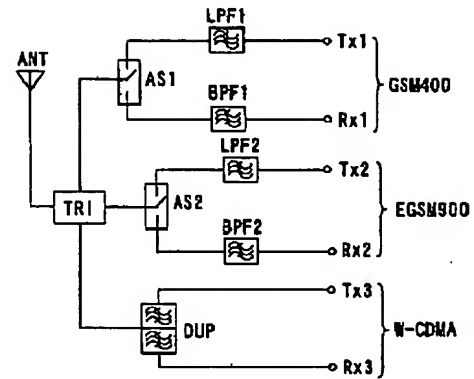 LPF1
Tx1
ANT
AS1
GSM400
BPF1
Rx1
LPF2
Tx2
TRI
AS2
EGSM900
BPF2
Rx2
Tx3
DUP
W-CDMA
Rx3